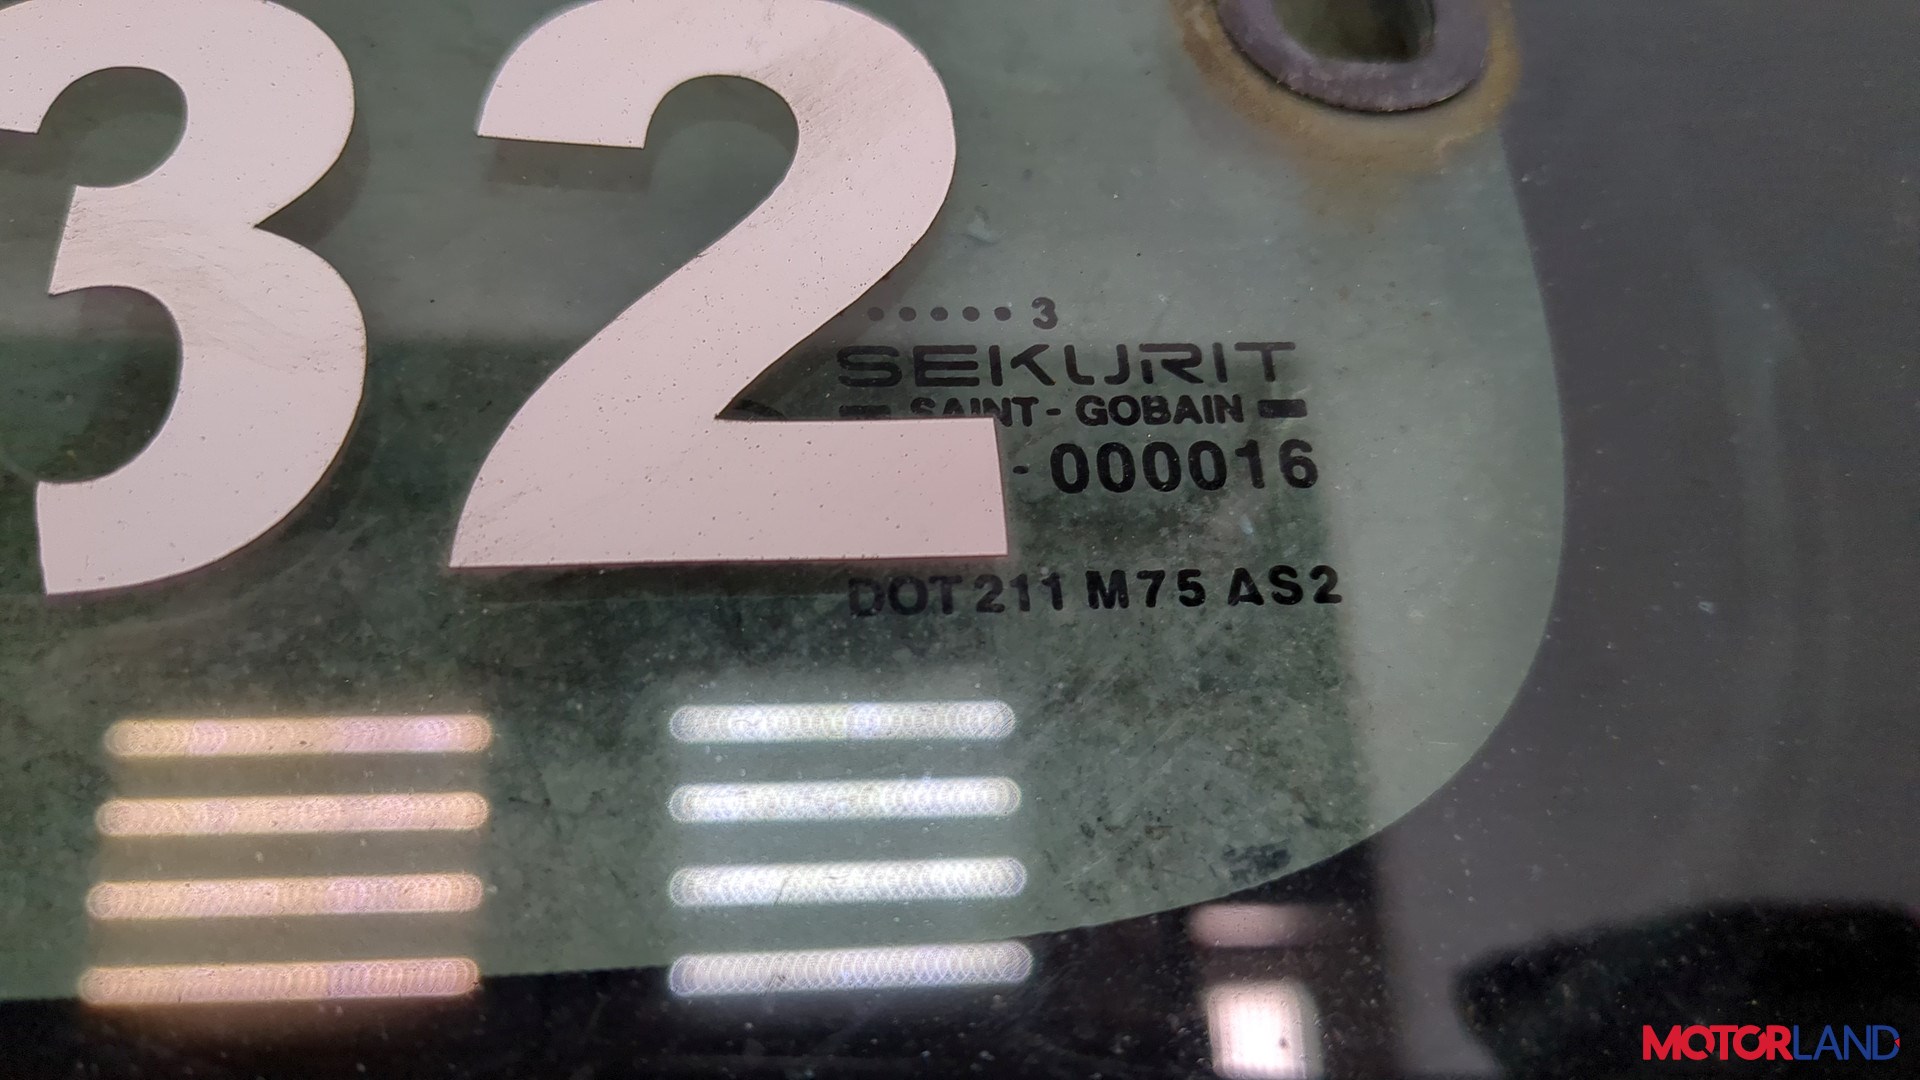 32
.....3
SEKURIT
SAINT-GOBAIN
-000016
DOT 211 M75 AS2
MOTORLAND